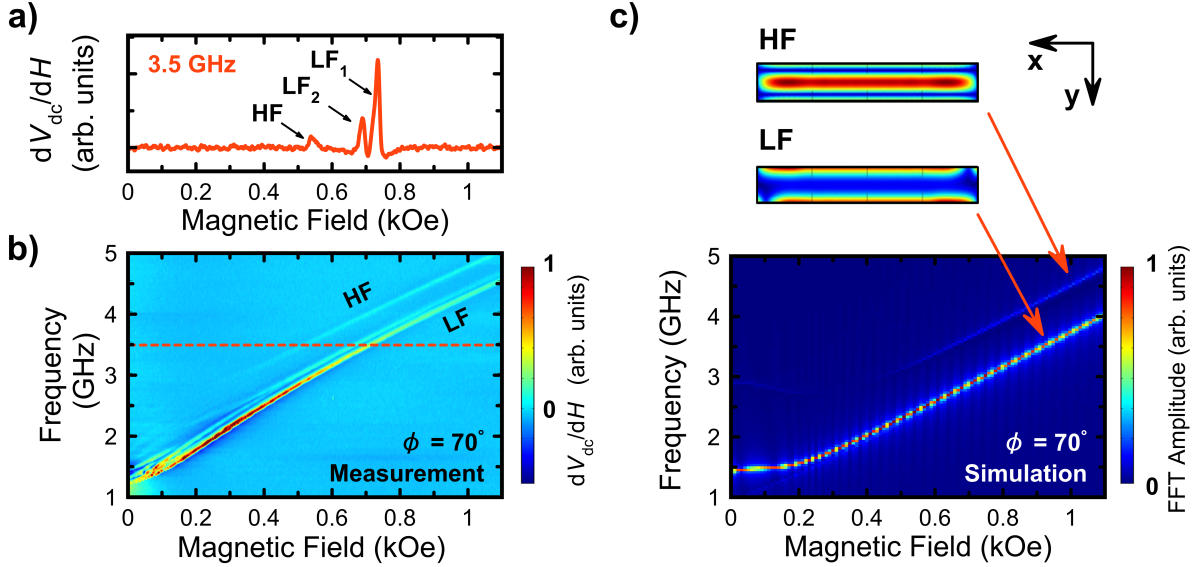 a)
dV_dc/dH
(arb. units)
3.5 GHz
HF
LF₂
LF₁
0
0.2
0.4
0.6
0.8
1
Magnetic Field (kOe)
b)
Frequency
(GHz)
5
4
3
2
1
HF
LF
ϕ = 70°
Measurement
0
0.2
0.4
0.6
0.8
1
Magnetic Field (kOe)
1
0
dV_dc/dH (arb. units)
c)
HF
x
y
LF
Frequency (GHz)
5
4
3
2
1
ϕ = 70°
Simulation
0
0.2
0.4
0.6
0.8
1
Magnetic Field (kOe)
1
0
FFT Amplitude (arb. units)